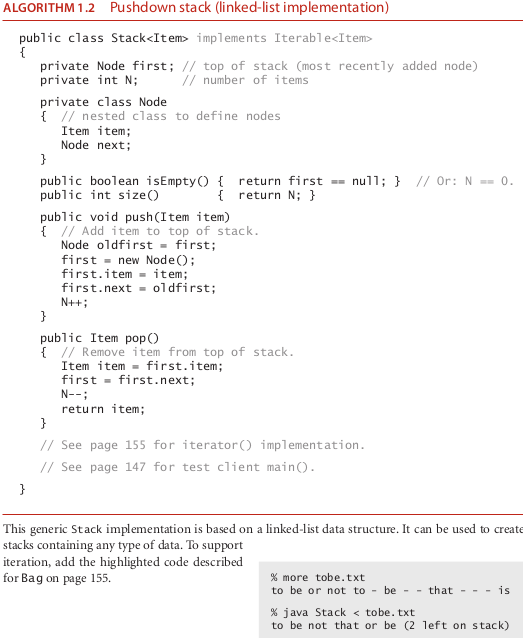 ALGORITHM 1.2 Pushdown stack (linked-list implementation)
public class Stack<Item> implements Iterable<Item>
{
private Node first; // top of stack (most recently added node)
private int N; // number of items
private class Node
{ // nested class to define nodes
Item item;
Node next;
}
public boolean isEmpty() { return first == null; } // Or: N == 0.
public int size() { return N; }
public void push(Item item)
{ // Add item to top of stack.
Node oldfirst = first;
first = new Node();
first.item = item;
first.next = oldfirst;
N++;
}
public Item pop()
{ // Remove item from top of stack.
Item item = first.item;
first = first.next;
N--;
return item;
}
// See page 155 for iterator() implementation.
// See page 147 for test client main().
}
This generic Stack implementation is based on a linked-list data structure. It can be used to create
stacks containing any type of data. To support
iteration, add the highlighted code described
for Bag on page 155.
% more tobe.txt
to be or not to - be - - that - - - is
% java Stack < tobe.txt
to be not that or be (2 left on stack)